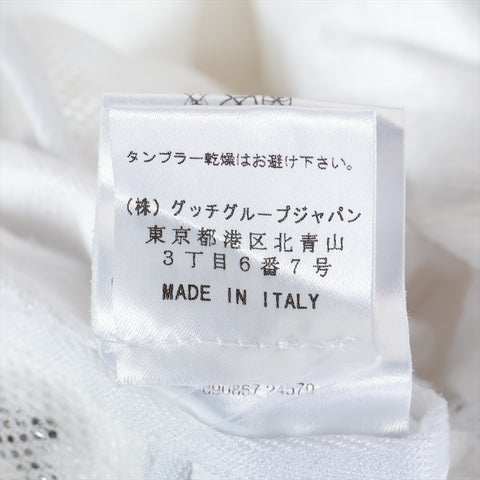 タンブラー乾燥はお避け下さい。
(株)グッチグループジャパン
東京都港区北青山
3丁目6番7号
MADE IN ITALY